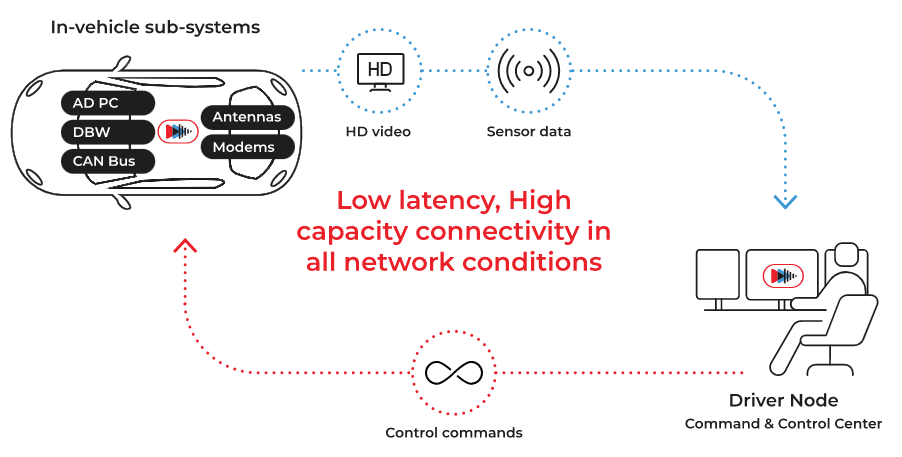 In-vehicle sub-systems
AD PC
DBW
CAN Bus
Antennas
Modems
HD
HD video
Sensor data
Low latency, High
capacity connectivity in
all network conditions
Control commands
Driver Node
Command & Control Center